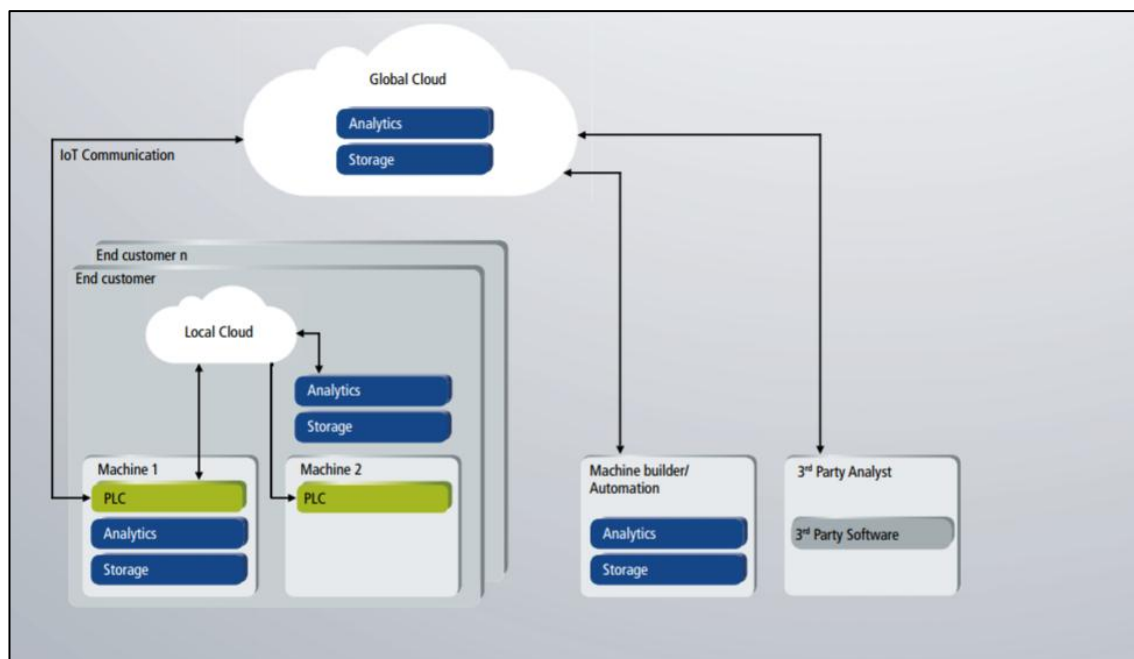 Global Cloud
Analytics
Storage
IoT Communication
End customer n
End customer
Local Cloud
Analytics
Storage
Machine 1
PLC
Analytics
Storage
Machine 2
PLC
Machine builder/
Automation
Analytics
Storage
3rd Party Analyst
3rd Party Software